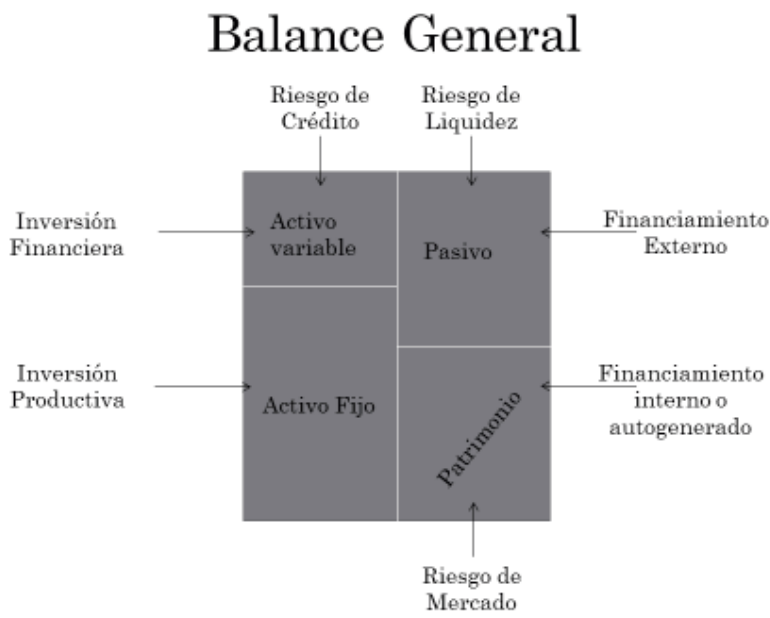 Balance General
Riesgo de
Crédito
Riesgo de
Liquidez
Inversión
Financiera
Activo
variable
Pasivo
Financiamiento
Externo
Inversión
Productiva
Activo Fijo
Patrimonio
Financiamiento
interno o
autogenerado
Riesgo de
Mercado